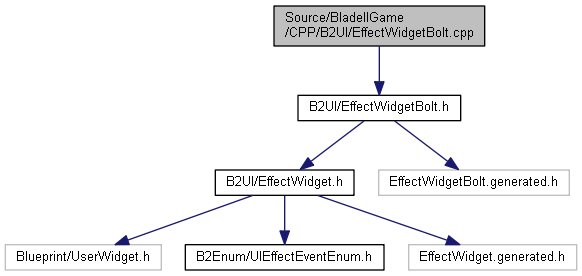 Source/BladeIIGame
/CPP/B2UI/EffectWidgetBolt.cpp
B2UI/EffectWidgetBolt.h
B2UI/EffectWidget.h
EffectWidgetBolt.generated.h
Blueprint/UserWidget.h
B2Enum/UIEffectEventEnum.h
EffectWidget.generated.h